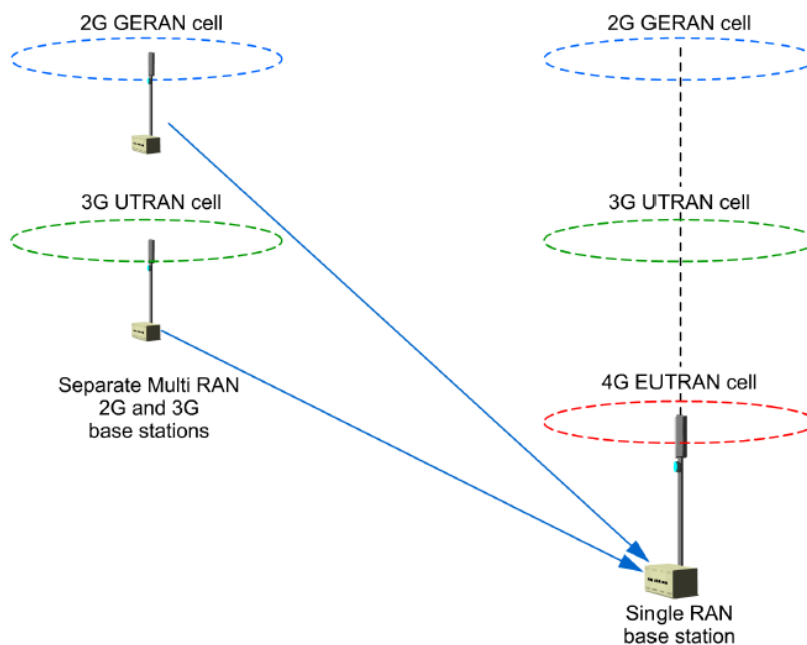 2G GERAN cell
2G GERAN cell
3G UTRAN cell
3G UTRAN cell
Separate Multi RAN
2G and 3G
base stations
4G EUTRAN cell
Single RAN
base station